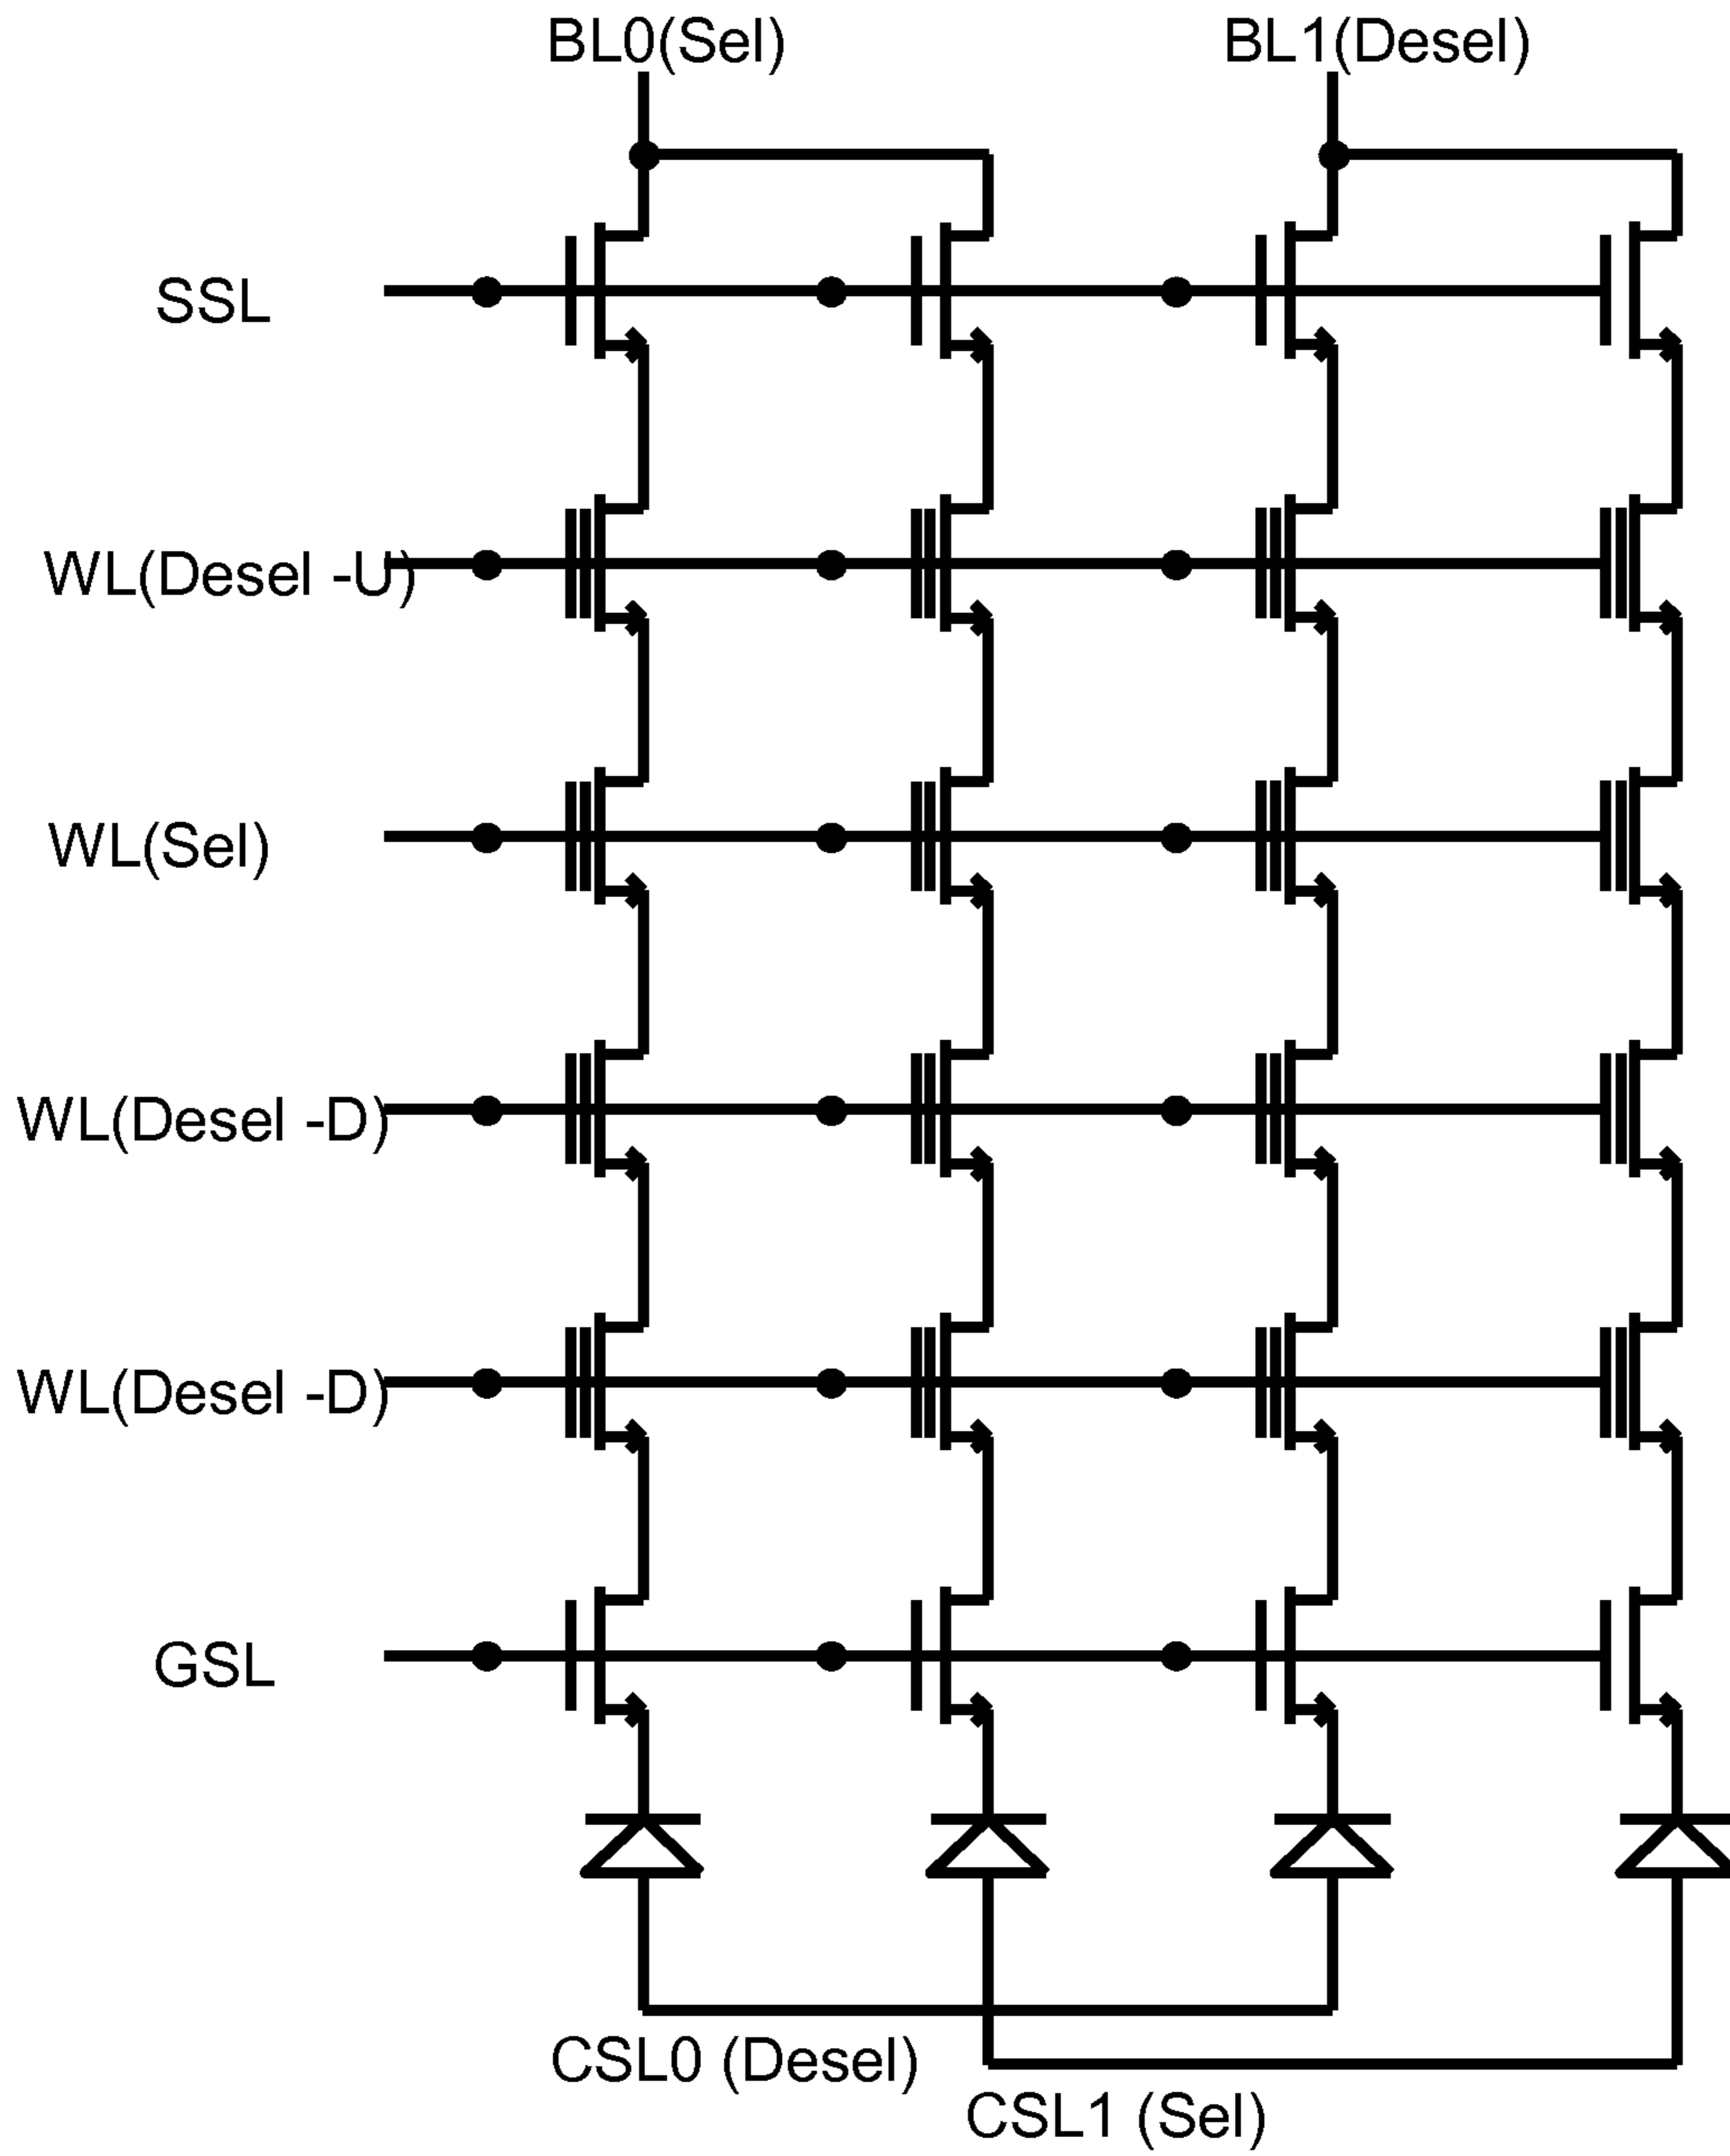 BL0(Sel)
BL1(Desel)
SSL
WL(Desel -U)
WL(Sel)
WL(Desel -D)
WL(Desel -D)
GSL
CSL0 (Desel)
CSL1 (Sel)